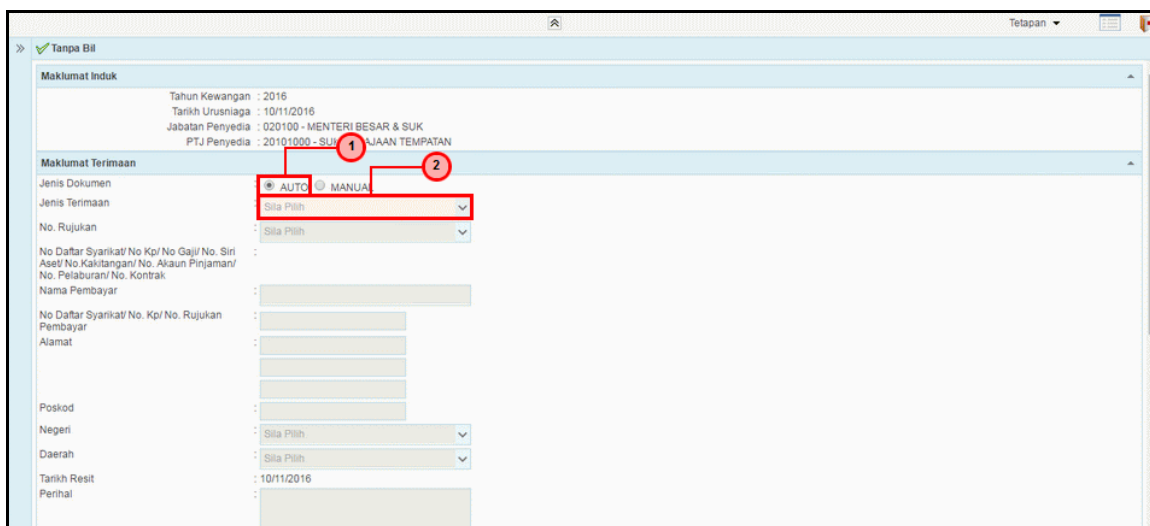 Tetapan
Tanpa Bil
Maklumat Induk
Tahun Kewangan : 2016
Tarikh Urusniaga : 10/11/2016
Jabatan Penyedia : 020100 - MENTERI BESAR & SUK
PTJ Penyedia : 20101000 - TEMPATAN
1
Maklumat Terimaan
2
Jenis Dokumen : AUTO MANUAL
Jenis Terimaan : Sila Pilih
No. Rujukan : Sila Pilih
No Daftar Syarikat/ No Kp/ No Gaji/ No. Siri :
Aset/ No.Kakitangan/ No. Akaun Pinjaman/
No. Pelaburan/ No. Kontrak
Nama Pembayar :
No Daftar Syarikat/ No. Kp/ No. Rujukan :
Pembayar
Alamat :
Poskod :
Negeri : Sila Pilih
Daerah : Sila Pilih
Tarikh Resit : 10/11/2016
Perihal :